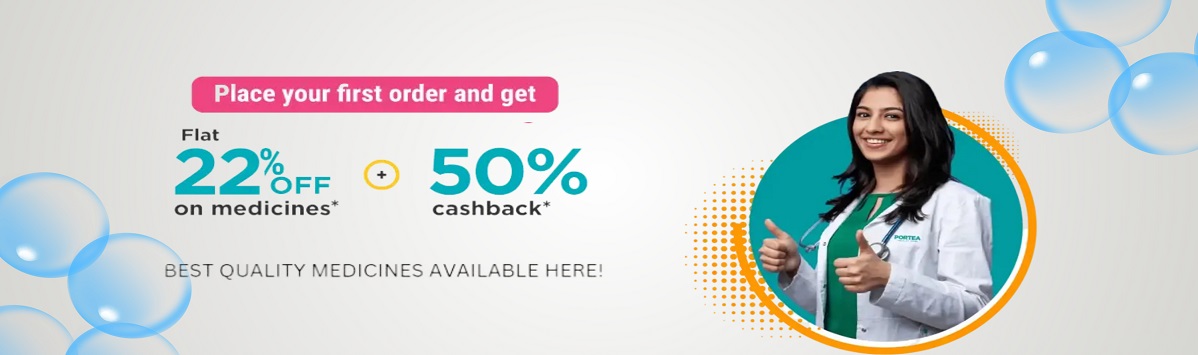 Place your first order and get
Flat
22% OFF
on medicines*
+
50%
cashback*
BEST QUALITY MEDICINES AVAILABLE HERE!
PORTEA